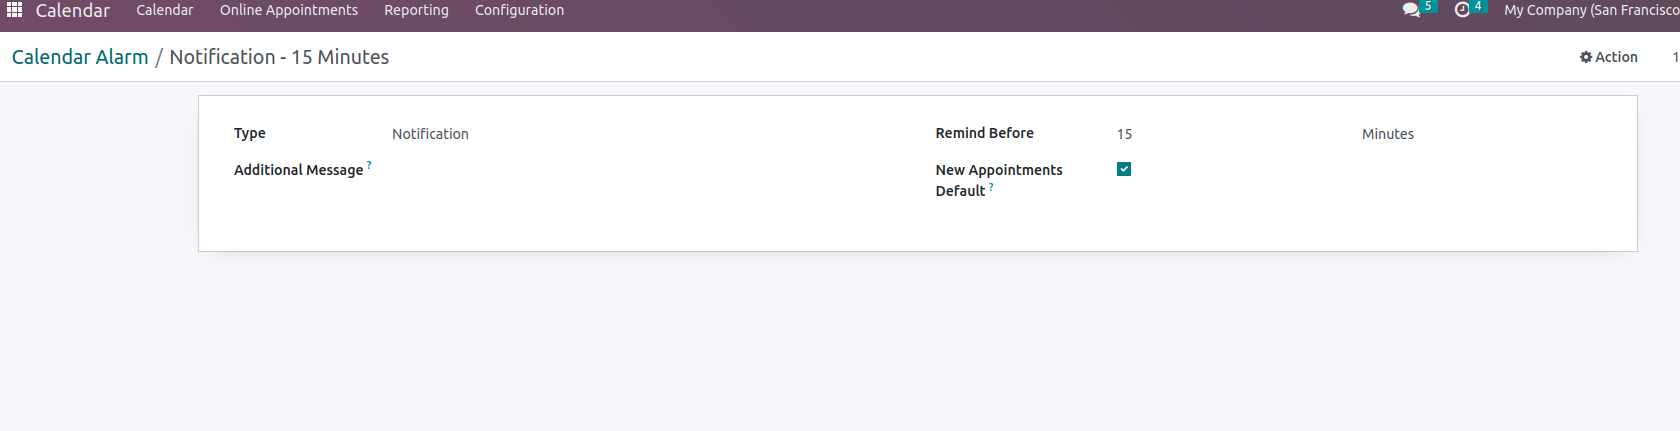 Calendar Calendar Online Appointments Reporting Configuration 5 4 My Company (San Francisco
Calendar Alarm / Notification - 15 Minutes Action 1
Type Notification Remind Before 15 Minutes
Additional Message ? New Appointments
Default ?